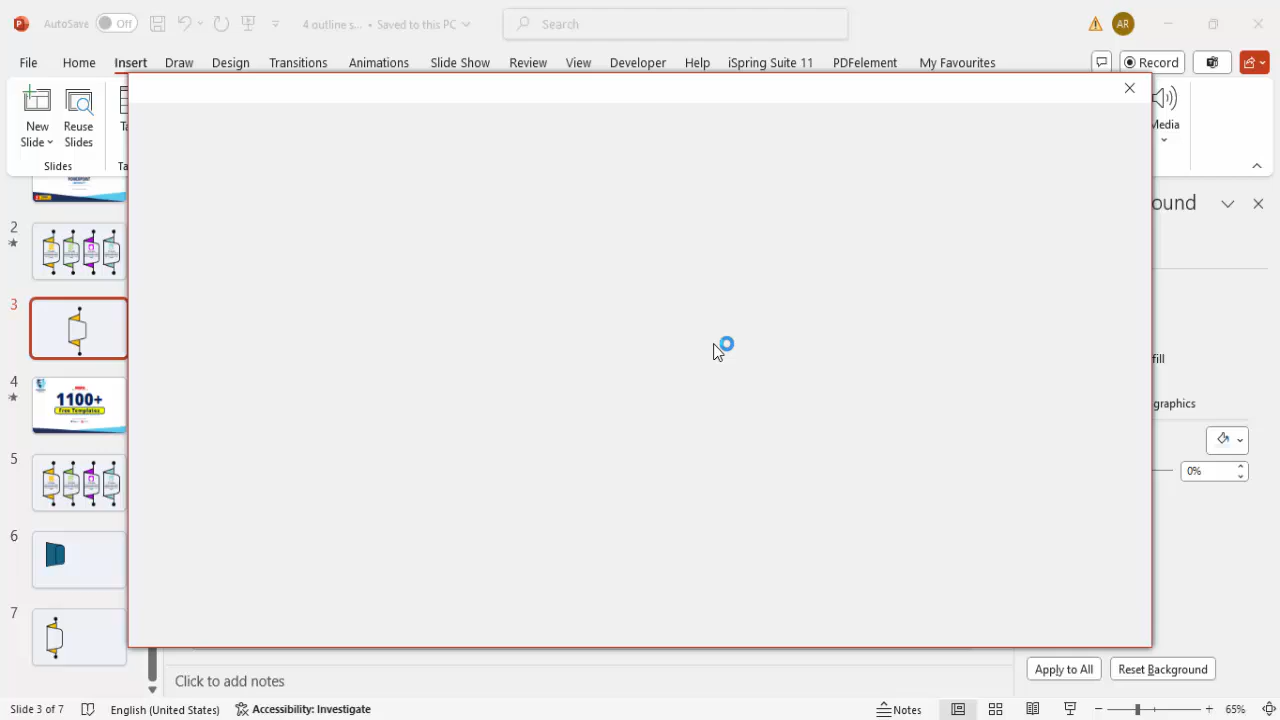 AutoSave Off 4 outline s... • Saved to this PC Search AR
File Home Insert Draw Design Transitions Animations Slide Show Review View Developer Help iSpring Suite 11 PDFelement My Favourites Record
New Slide
Reuse Slides
Ta
Media
Slides
Ta
ound
2
3
fill
4
1100+
Free Templates
graphics
5
0%
6
7
Apply to All Reset Background
Click to add notes
Slide 3 of 7 English (United States) Accessibility: Investigate Notes 65%